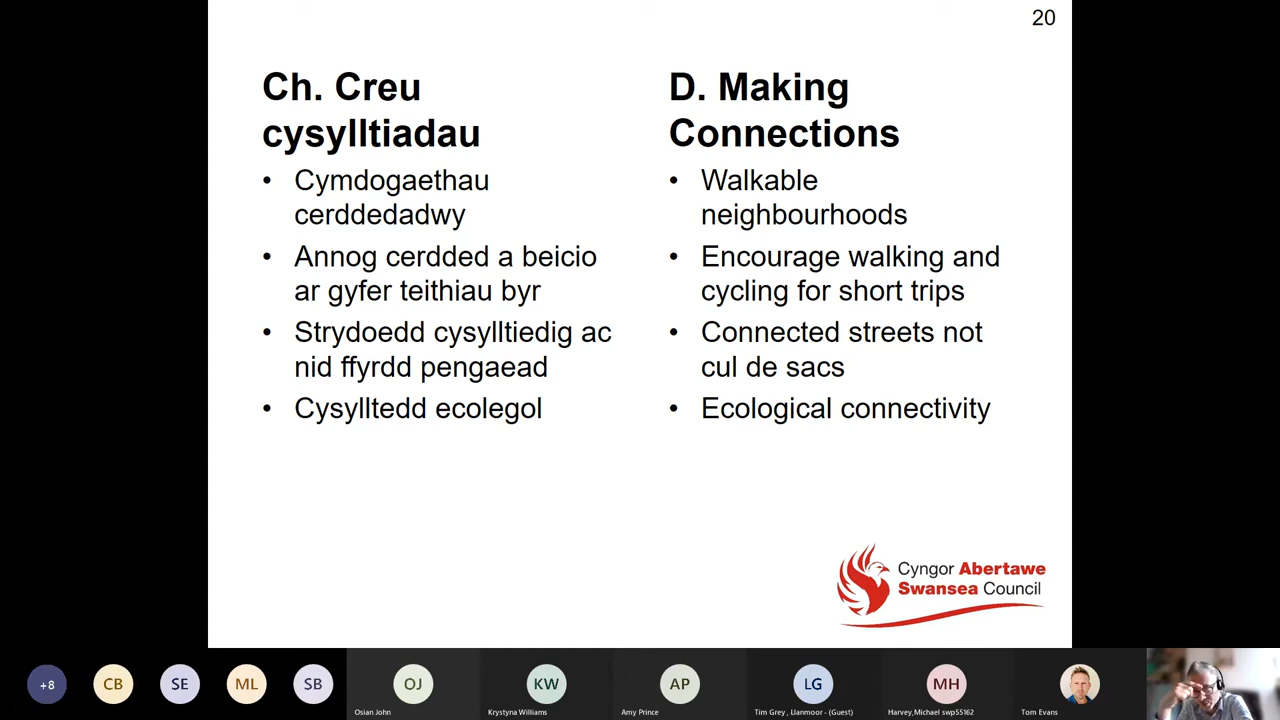 20
Ch. Creu
cysylltiadau
• Cymdogaethau
cerddedadwy
• Annog cerdded a beicio
ar gyfer teithiau byr
• Strydoedd cysylltiedig ac
nid ffyrdd pengaead
• Cysylltedd ecolegol
D. Making
Connections
• Walkable
neighbourhoods
• Encourage walking and
cycling for short trips
• Connected streets not
cul de sacs
• Ecological connectivity
Cyngor Abertawe
Swansea Council
+8
CB
SE
ML
SB
OJ
Osian John
KW
Krystyna Williams
AP
Amy Prince
LG
Tim Grey , Llanmoor - (Guest)
MH
Harvey,Michael swp55162
Tom Evans